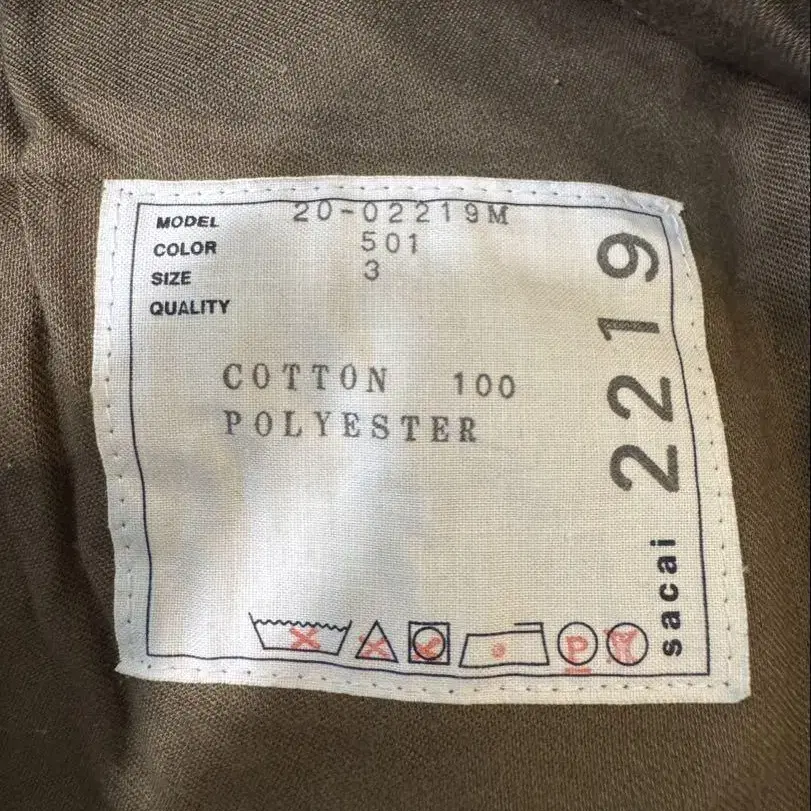 MODEL 20-02219M
COLOR 501
SIZE 3
QUALITY
COTTON 100
POLYESTER
sacai 2219
P